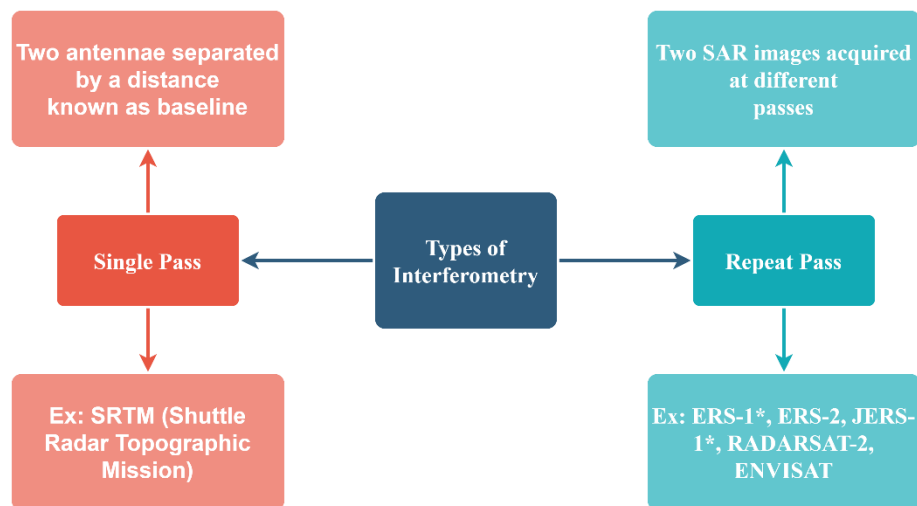 Two antennae separated
by a distance
known as baseline
Two SAR images acquired
at different
passes
Single Pass
Types of
Interferometry
Repeat Pass
Ex: SRTM (Shuttle
Radar Topographic
Mission)
Ex: ERS-1*, ERS-2, JERS-
1*, RADARSAT-2,
ENVISAT